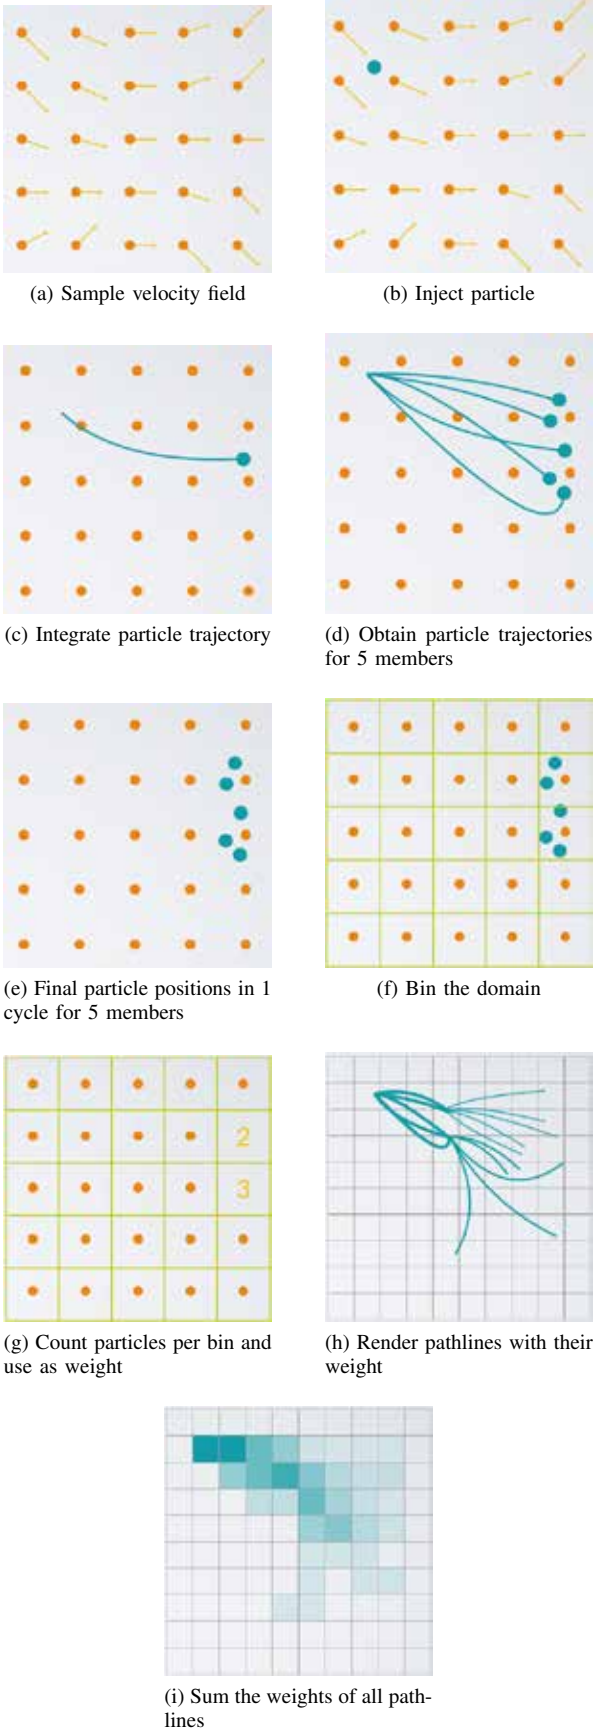 (a) Sample velocity field
(b) Inject particle
(c) Integrate particle trajectory
(d) Obtain particle trajectories
for 5 members
(e) Final particle positions in 1
cycle for 5 members
(f) Bin the domain
2
3
(g) Count particles per bin and
use as weight
(h) Render pathlines with their
weight
(i) Sum the weights of all path-
lines